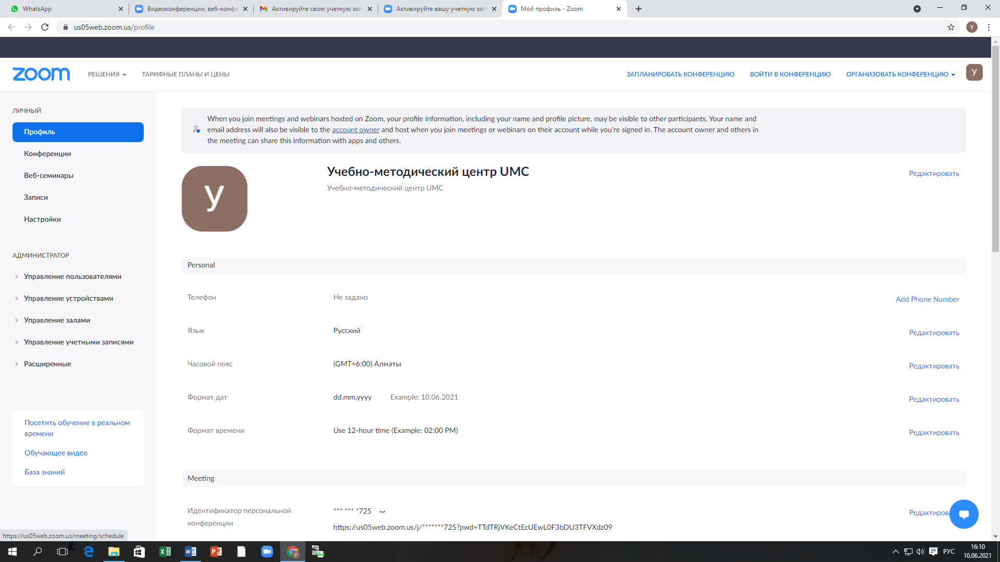 WhatsApp
Видеоконференции, веб-конфе
Активируйте свою учетную зап
Активируйте вашу учетную зап
Мой профиль - Zoom
us05web.zoom.us/profile
У
zoom
РЕШЕНИЯ
ТАРИФНЫЕ ПЛАНЫ И ЦЕНЫ
ЗАПЛАНИРОВАТЬ КОНФЕРЕНЦИЮ
ВОЙТИ В КОНФЕРЕНЦИЮ
ОРГАНИЗОВАТЬ КОНФЕРЕНЦИЮ
У
ЛИЧНЫЙ
Профиль
Конференции
Веб-семинары
Записи
Настройки
АДМИНИСТРАТОР
Управление пользователями
Управление устройствами
Управление залами
Управление учетными записями
Расширенные
Посетить обучение в реальном
времени
Обучающее видео
База знаний
When you join meetings and webinars hosted on Zoom, your profile information, including your name and profile picture, may be visible to other participants. Your name and
email address will also be visible to the account owner and host when you join meetings or webinars on their account while you're signed in. The account owner and others in
the meeting can share this information with apps and others.
У
Учебно-методический центр UMC
Редактировать
Учебно-методический центр UMC
Personal
Телефон
Не задано
Add Phone Number
Язык
Русский
Редактировать
Часовой пояс
(GMT+6:00) Алматы
Редактировать
Формат дат
dd.mm.yyyy
Example: 10.06.2021
Редактировать
Формат времени
Use 12-hour time (Example: 02:00 PM)
Редактировать
Meeting
Идентификатор персональной
конференции
*** *** *725
Редактирова
https://us05web.zoom.us/j/*******725?pwd=TTdTRjVKeCtEcUEwL0F3bDU3TFVXdz09
https://us05web.zoom.us/meeting/schedule
РУС
16:10
10.06.2021